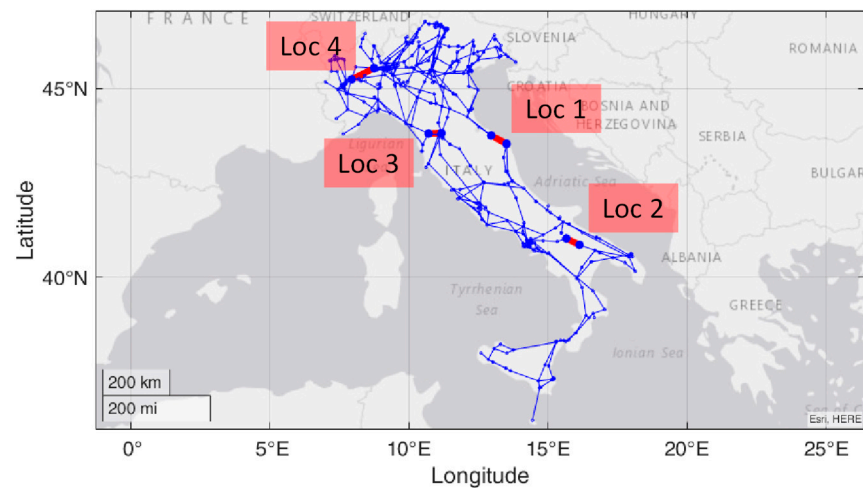 FRANCE
SWITZERLAND
HUNGARY
SLOVENIA
ROMANIA
Loc 4
45°N
CROATIA
Loc 1
BOSNIA AND
HERZEGOVINA
SERBIA
Ligurian
Loc 3
ITALY
BULGAR
Adriatic Sea
Loc 2
Latitude
40°N
ALBANIA
Tyrrhenian
Sea
GREECE
Ionian Sea
200 km
200 mi
Sea of C
Esri, HERE
0°
5°E
10°E
15°E
20°E
25°E
Longitude